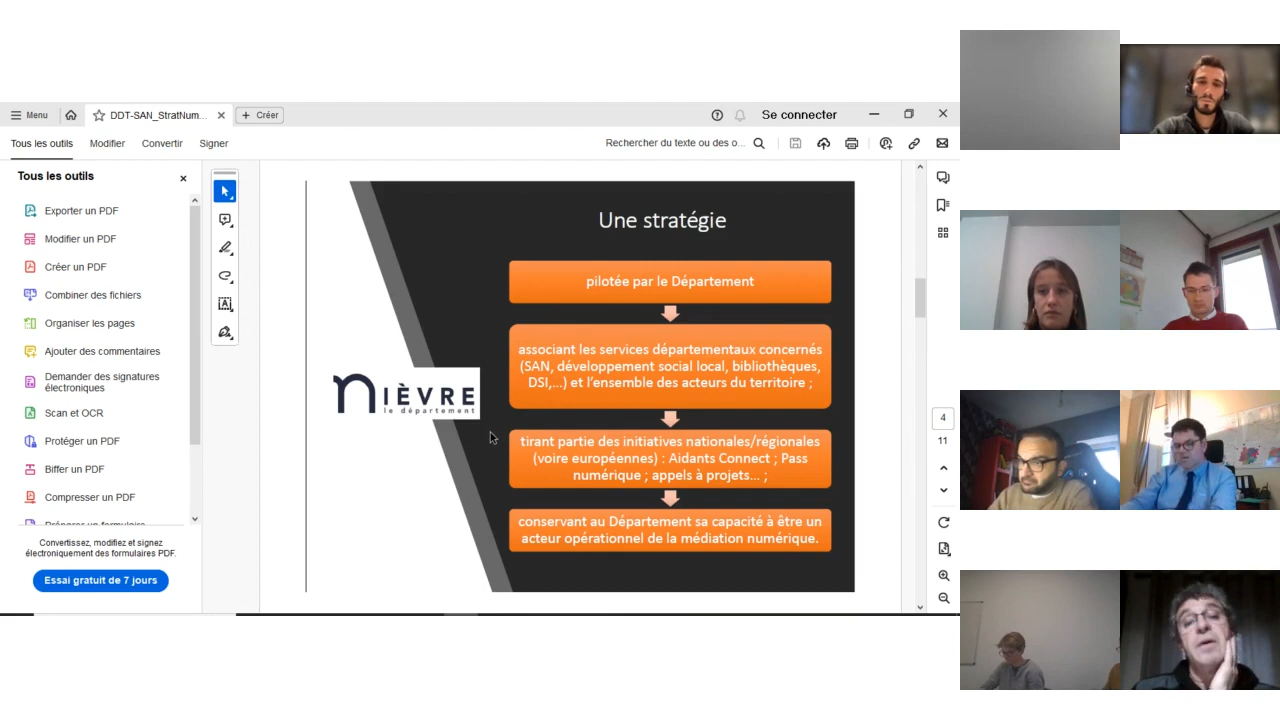 Menu
DDT-SAN_StratNum...
Créer
Se connecter
Tous les outils
Modifier
Convertir
Signer
Rechercher du texte ou des o...
Tous les outils
Exporter un PDF
Modifier un PDF
Créer un PDF
Combiner des fichiers
Organiser les pages
Ajouter des commentaires
Demander des signatures
électroniques
Scan et OCR
Protéger un PDF
Biffer un PDF
Compresser un PDF
Préparer un formulaire
Convertissez, modifiez et signez
électroniquement des formulaires PDF.
Essai gratuit de 7 jours
nièvre
le département
Une stratégie
pilotée par le Département
associant les services départementaux concernés
(SAN, développement social local, bibliothèques,
DSI,...) et l'ensemble des acteurs du territoire ;
tirant partie des initiatives nationales/régionales
(voire européennes) : Aidants Connect ; Pass
numérique ; appels à projets... ;
conservant au Département sa capacité à être un
acteur opérationnel de la médiation numérique.
4
11